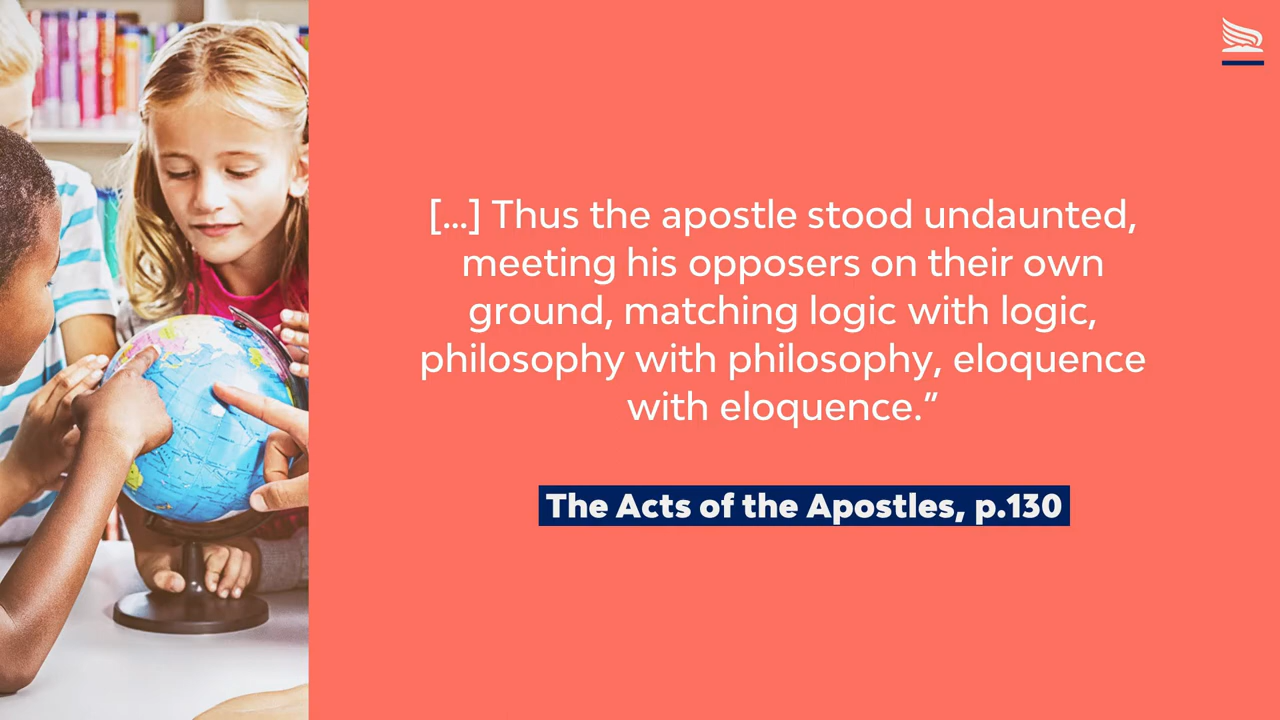 [...] Thus the apostle stood undaunted,
meeting his opposers on their own
ground, matching logic with logic,
philosophy with philosophy, eloquence
with eloquence.”
The Acts of the Apostles, p.130